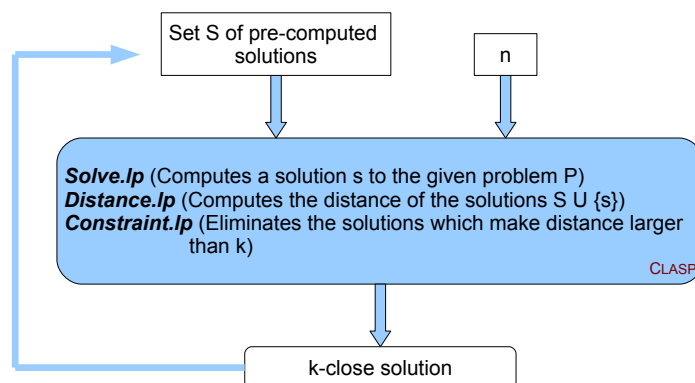 Set S of pre-computed
solutions
n
Solve.lp (Computes a solution s to the given problem P)
Distance.lp (Computes the distance of the solutions S U {s})
Constraint.lp (Eliminates the solutions which make distance larger
than k)
CLASP
k-close solution